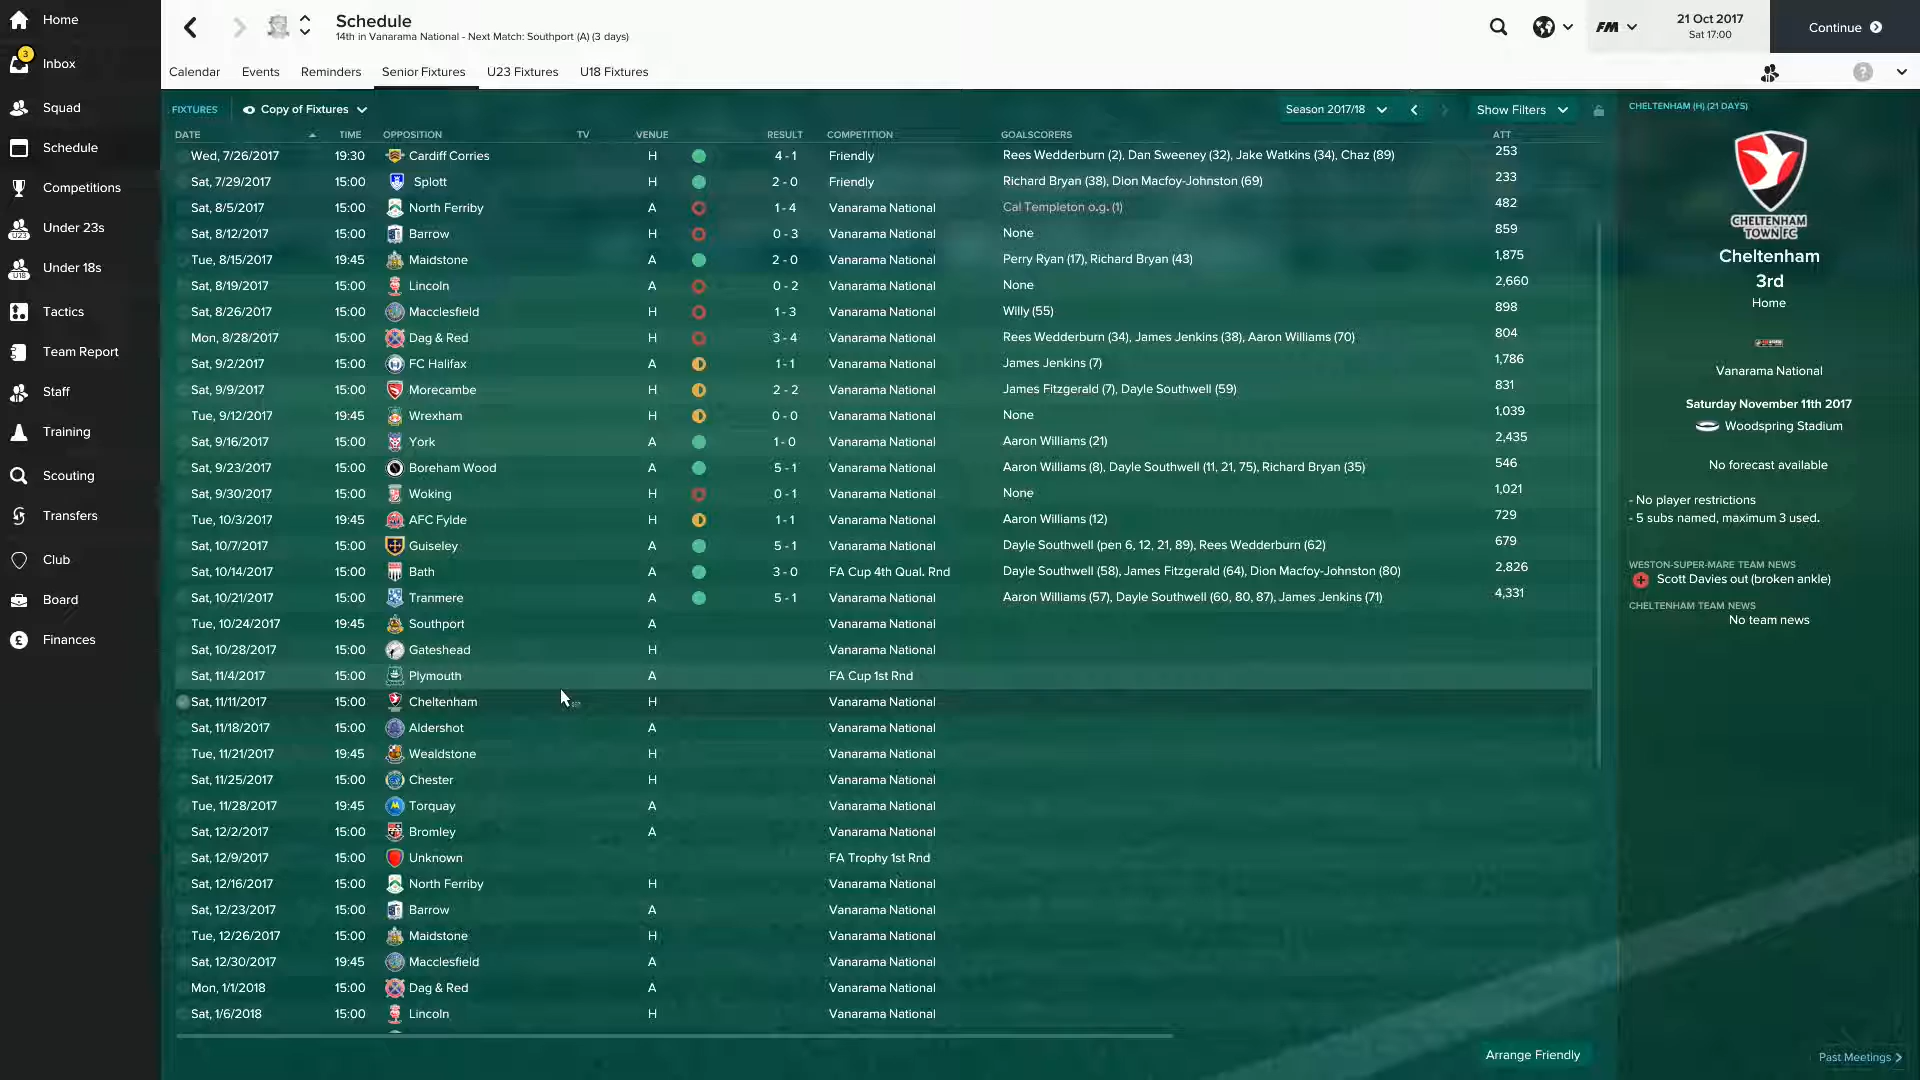 Home
3
Inbox
Squad
Schedule
Competitions
U23
Under 23s
U18
Under 18s
Tactics
Team Report
Staff
Training
Scouting
Transfers
Club
Board
£ Finances
Schedule
14th in Vanarama National - Next Match: Southport (A) (3 days)
FM
21 Oct 2017
Sat 17:00
Continue
Calendar Events Reminders Senior Fixtures U23 Fixtures U18 Fixtures
?
FIXTURES Copy of Fixtures Season 2017/18 Show Filters
DATE TIME OPPOSITION TV VENUE RESULT COMPETITION GOALSCORERS ATT
Wed, 7/26/2017 19:30 Cardiff Corries H 4 - 1 Friendly Rees Wedderburn (2), Dan Sweeney (32), Jake Watkins (34), Chaz (89) 253
Sat, 7/29/2017 15:00 Splott H 2 - 0 Friendly Richard Bryan (38), Dion Macfoy-Johnston (69) 233
Sat, 8/5/2017 15:00 North Ferriby A 1 - 4 Vanarama National Cal Templeton o.g. (1) 482
Sat, 8/12/2017 15:00 Barrow H 0 - 3 Vanarama National None 859
Tue, 8/15/2017 19:45 Maidstone A 2 - 0 Vanarama National Perry Ryan (17), Richard Bryan (43) 1,875
Sat, 8/19/2017 15:00 Lincoln A 0 - 2 Vanarama National None 2,660
Sat, 8/26/2017 15:00 Macclesfield H 1 - 3 Vanarama National Willy (55) 898
Mon, 8/28/2017 15:00 Dag & Red H 3 - 4 Vanarama National Rees Wedderburn (34), James Jenkins (38), Aaron Williams (70) 804
Sat, 9/2/2017 15:00 FC Halifax A 1 - 1 Vanarama National James Jenkins (7) 1,786
Sat, 9/9/2017 15:00 Morecambe H 2 - 2 Vanarama National James Fitzgerald (7), Dayle Southwell (59) 831
Tue, 9/12/2017 19:45 Wrexham H 0 - 0 Vanarama National None 1,039
Sat, 9/16/2017 15:00 York A 1 - 0 Vanarama National Aaron Williams (21) 2,435
Sat, 9/23/2017 15:00 Boreham Wood A 5 - 1 Vanarama National Aaron Williams (8), Dayle Southwell (11, 21, 75), Richard Bryan (35) 546
Sat, 9/30/2017 15:00 Woking H 0 - 1 Vanarama National None 1,021
Tue, 10/3/2017 19:45 AFC Fylde H 1 - 1 Vanarama National Aaron Williams (12) 729
Sat, 10/7/2017 15:00 Guiseley A 5 - 1 Vanarama National Dayle Southwell (pen 6, 12, 21, 89), Rees Wedderburn (62) 679
Sat, 10/14/2017 15:00 Bath A 3 - 0 FA Cup 4th Qual. Rnd Dayle Southwell (58), James Fitzgerald (64), Dion Macfoy-Johnston (80) 2,826
Sat, 10/21/2017 15:00 Tranmere A 5 - 1 Vanarama National Aaron Williams (57), Dayle Southwell (60, 80, 87), James Jenkins (71) 4,331
Tue, 10/24/2017 19:45 Southport A Vanarama National
Sat, 10/28/2017 15:00 Gateshead H Vanarama National
Sat, 11/4/2017 15:00 Plymouth A FA Cup 1st Rnd
Sat, 11/11/2017 15:00 Cheltenham H Vanarama National
Sat, 11/18/2017 15:00 Aldershot A Vanarama National
Tue, 11/21/2017 19:45 Wealdstone H Vanarama National
Sat, 11/25/2017 15:00 Chester H Vanarama National
Tue, 11/28/2017 19:45 Torquay A Vanarama National
Sat, 12/2/2017 15:00 Bromley A Vanarama National
Sat, 12/9/2017 15:00 Unknown FA Trophy 1st Rnd
Sat, 12/16/2017 15:00 North Ferriby H Vanarama National
Sat, 12/23/2017 15:00 Barrow A Vanarama National
Tue, 12/26/2017 15:00 Maidstone H Vanarama National
Sat, 12/30/2017 19:45 Macclesfield A Vanarama National
Mon, 1/1/2018 15:00 Dag & Red A Vanarama National
Sat, 1/6/2018 15:00 Lincoln H Vanarama National
Arrange Friendly
CHELTENHAM (H) (21 DAYS)
CHELTENHAM
TOWN FC
Cheltenham
3rd
Home
Vanarama National
Saturday November 11th 2017
Woodspring Stadium
No forecast available
- No player restrictions
- 5 subs named, maximum 3 used.
WESTON-SUPER-MARE TEAM NEWS
Scott Davies out (broken ankle)
CHELTENHAM TEAM NEWS
No team news
Past Meetings